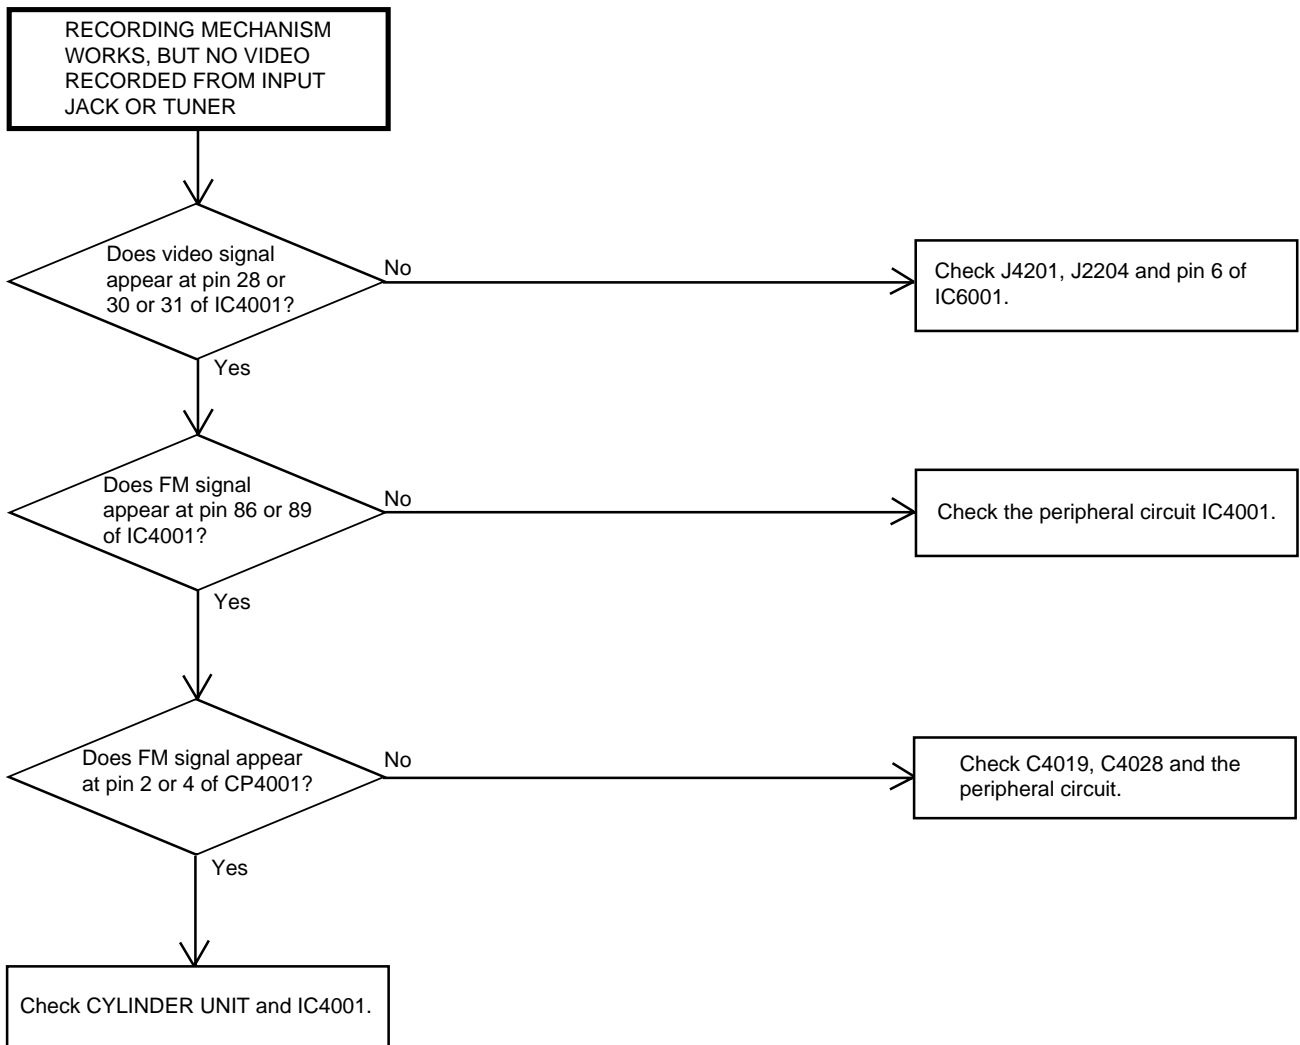 RECORDING MECHANISM
WORKS, BUT NO VIDEO
RECORDED FROM INPUT
JACK OR TUNER
Does video signal
appear at pin 28 or
30 or 31 of IC4001?
No
Check J4201, J2204 and pin 6 of
IC6001.
Yes
Does FM signal
appear at pin 86 or 89
of IC4001?
No
Check the peripheral circuit IC4001.
Yes
Does FM signal appear
at pin 2 or 4 of CP4001?
No
Check C4019, C4028 and the
peripheral circuit.
Yes
Check CYLINDER UNIT and IC4001.